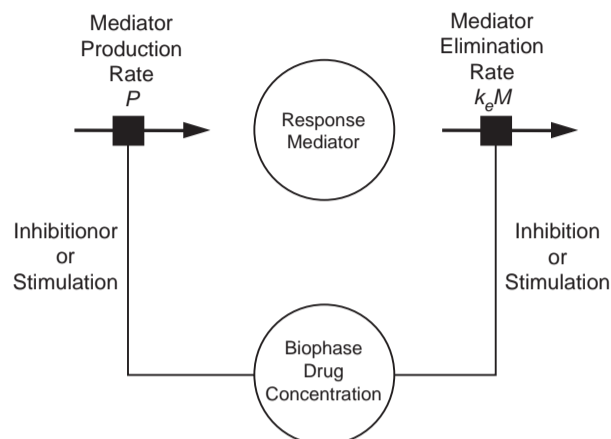 Mediator
Production
Rate
P
Mediator
Elimination
Rate
kₑM
Response
Mediator
Inhibitionor
or
Stimulation
Inhibition
or
Stimulation
Biophase
Drug
Concentration